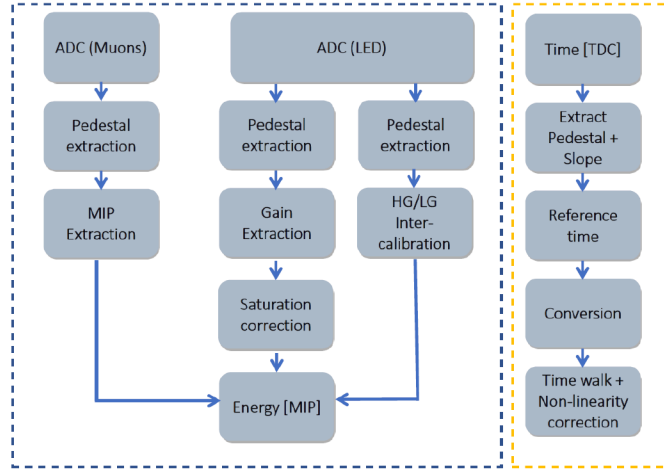 ADC (Muons)
ADC (LED)
Time [TDC]
Pedestal
extraction
Pedestal
extraction
Pedestal
extraction
Extract
Pedestal +
Slope
MIP
Extraction
Gain
Extraction
HG/LG
Inter-
calibration
Reference
time
Saturation
correction
Conversion
Energy [MIP]
Time walk +
Non-linearity
correction